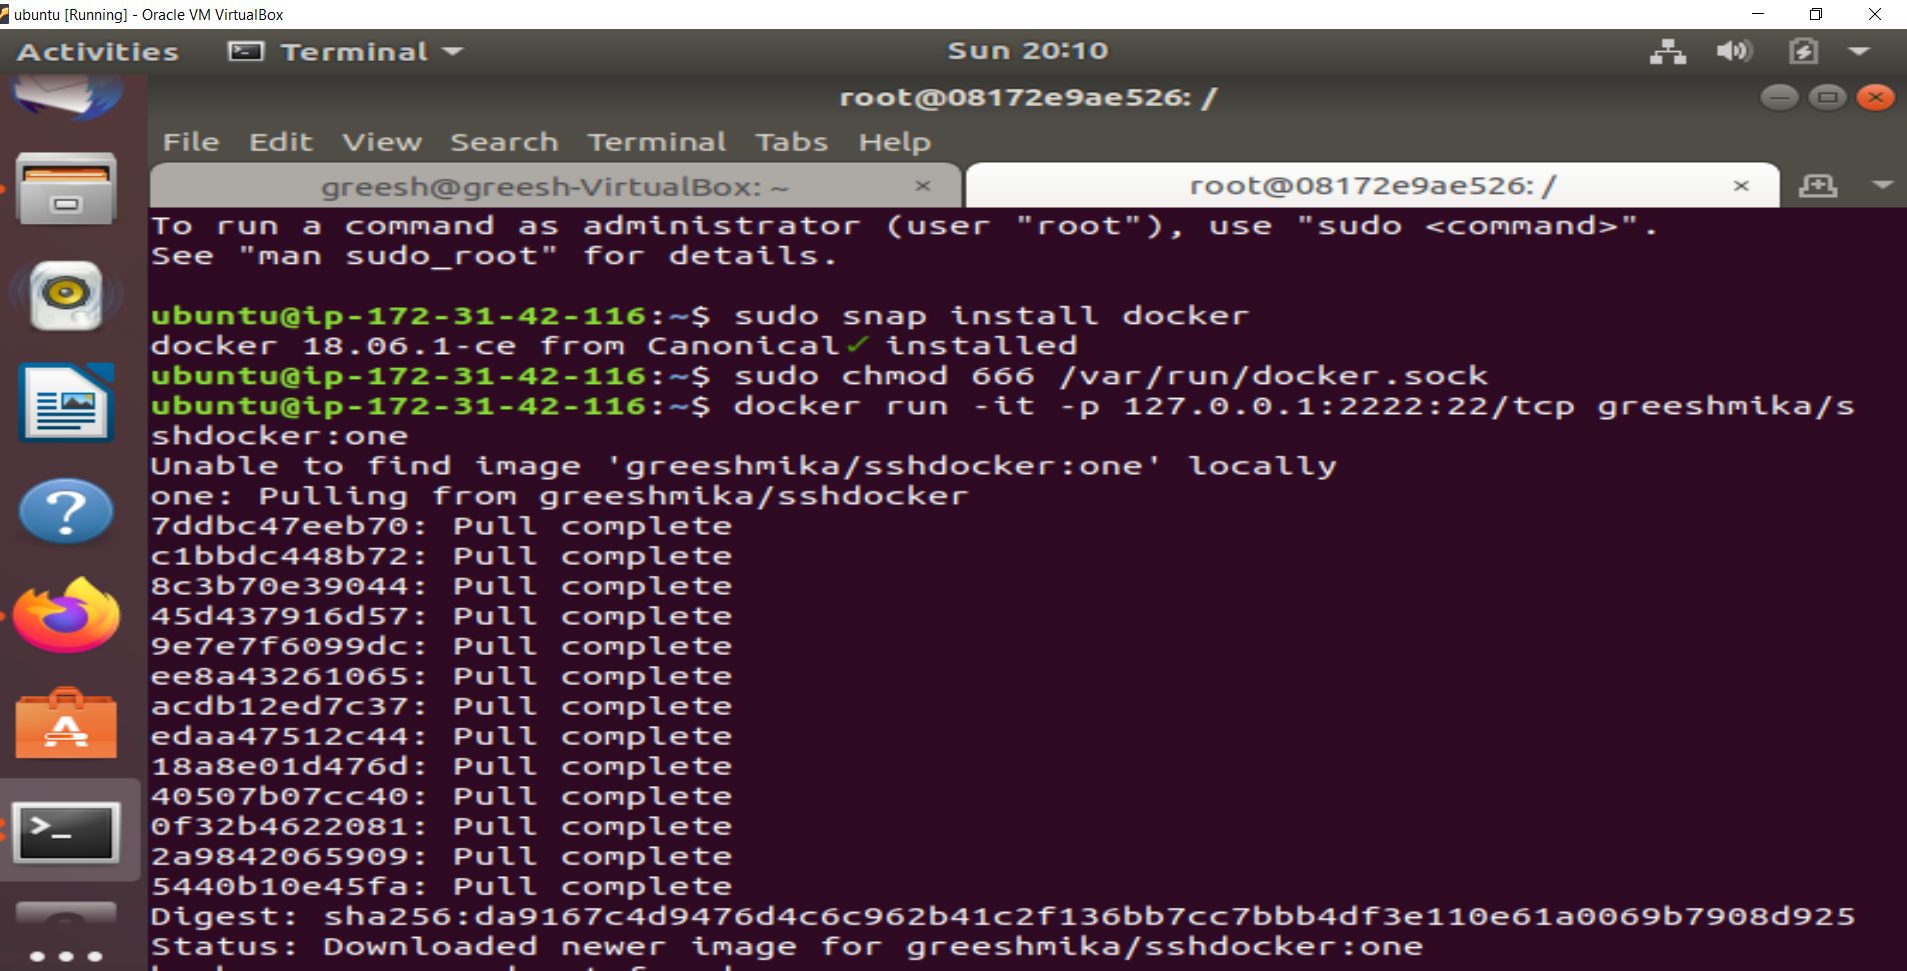 ubuntu [Running] - Oracle VM VirtualBox
Activities Terminal Sun 20:10
root@08172e9ae526: /
File Edit View Search Terminal Tabs Help
greesh@greesh-VirtualBox: ~ × root@08172e9ae526: / ×
To run a command as administrator (user "root"), use "sudo <command>".
See "man sudo_root" for details.
ubuntu@ip-172-31-42-116:~$ sudo snap install docker
docker 18.06.1-ce from Canonical✓ installed
ubuntu@ip-172-31-42-116:~$ sudo chmod 666 /var/run/docker.sock
ubuntu@ip-172-31-42-116:~$ docker run -it -p 127.0.0.1:2222:22/tcp greeshmika/s
shdocker:one
Unable to find image 'greeshmika/sshdocker:one' locally
one: Pulling from greeshmika/sshdocker
7ddbc47eeb70: Pull complete
c1bbdc448b72: Pull complete
8c3b70e39044: Pull complete
45d437916d57: Pull complete
9e7e7f6099dc: Pull complete
ee8a43261065: Pull complete
acdb12ed7c37: Pull complete
edaa47512c44: Pull complete
18a8e01d476d: Pull complete
40507b07cc40: Pull complete
0f32b4622081: Pull complete
2a9842065909: Pull complete
5440b10e45fa: Pull complete
Digest: sha256:da9167c4d9476d4c6c962b41c2f136bb7cc7bbb4df3e110e61a0069b7908d925
Status: Downloaded newer image for greeshmika/sshdocker:one